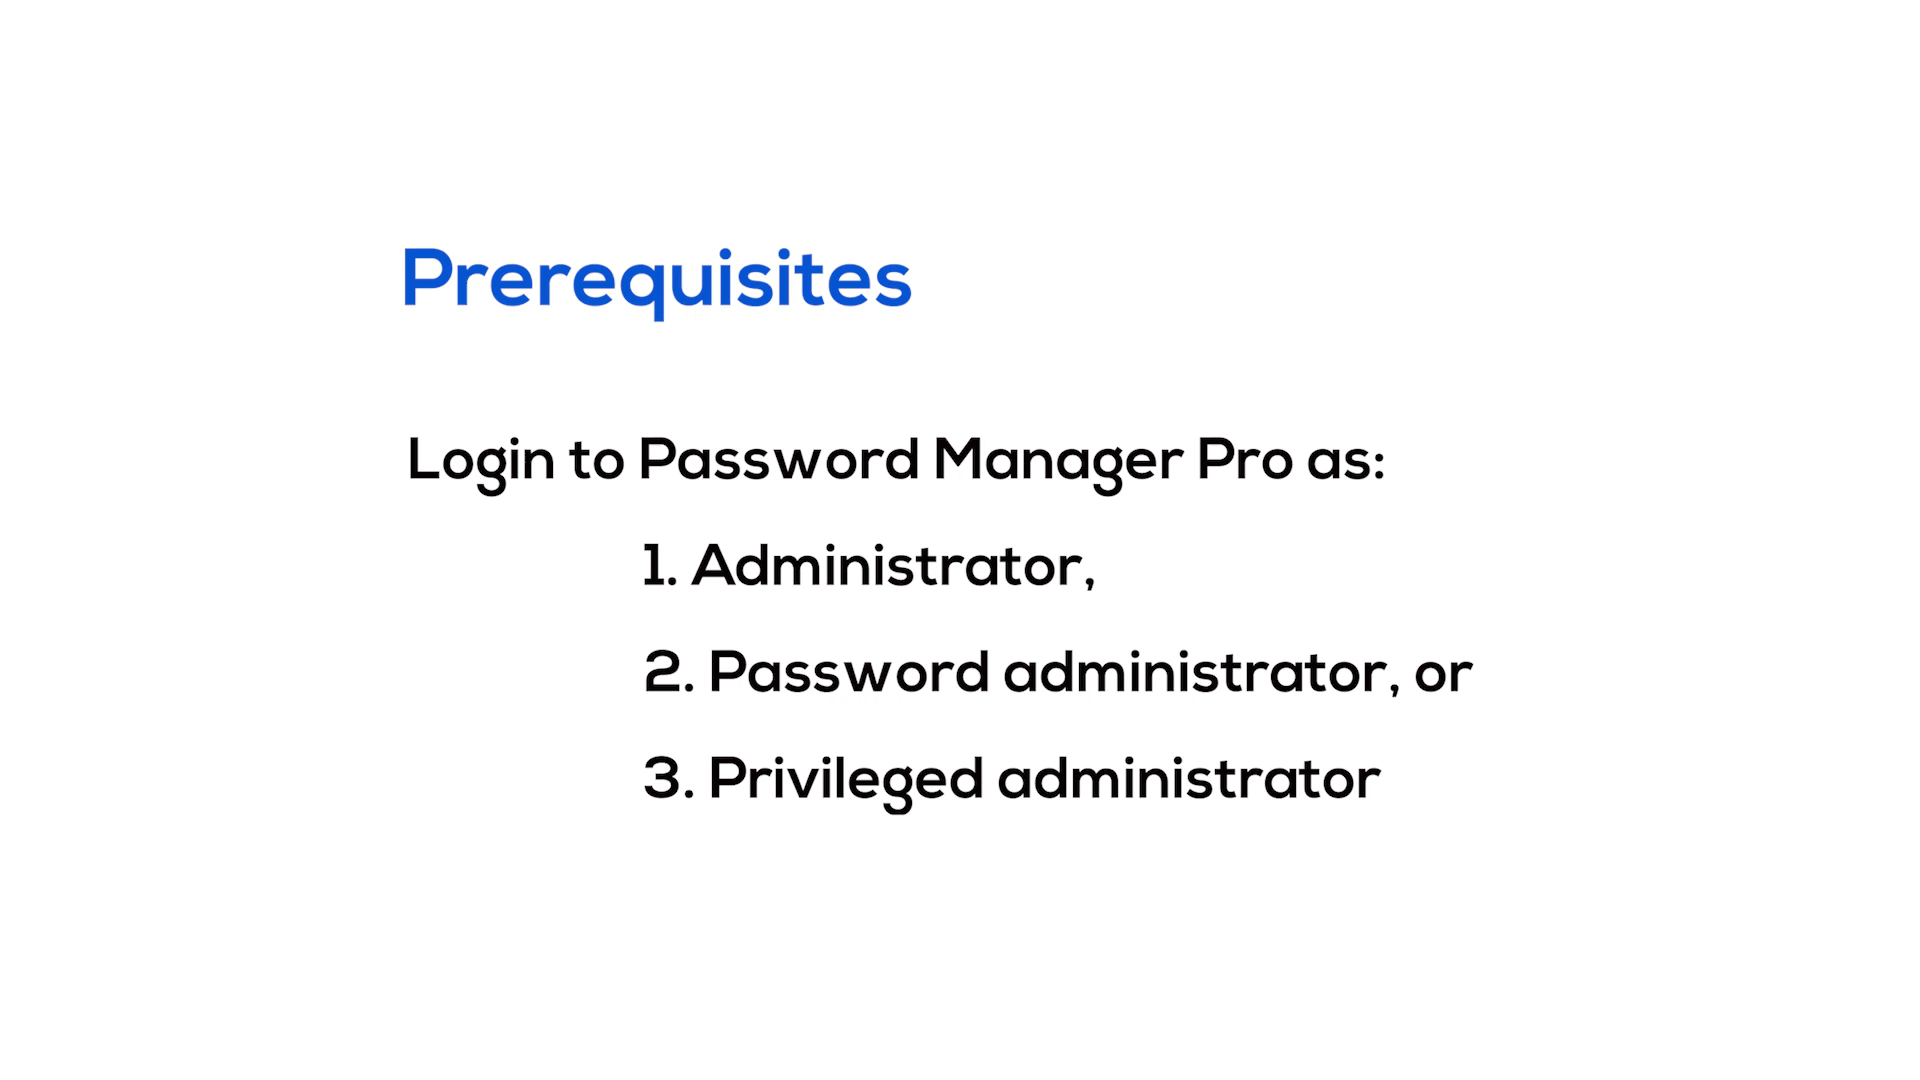 Prerequisites
Login to Password Manager Pro as:
1. Administrator,
2. Password administrator, or
3. Privileged administrator